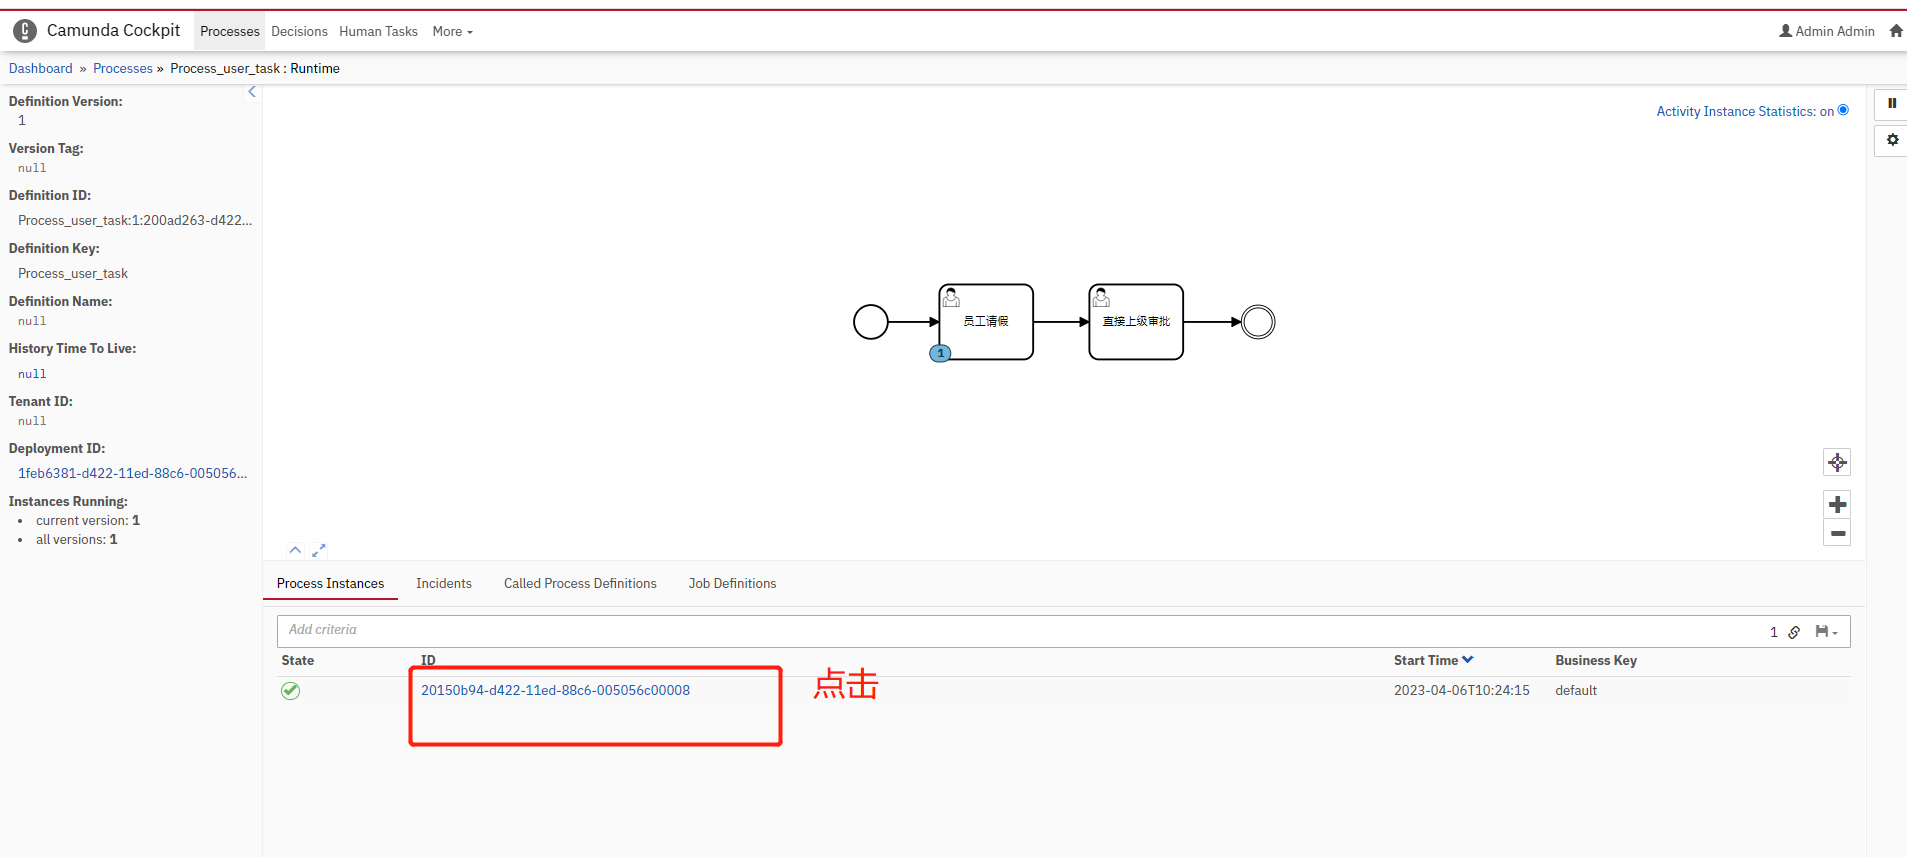 Camunda Cockpit Processes Decisions Human Tasks More Admin Admin
Dashboard » Processes » Process_user_task : Runtime
Definition Version:
1
Version Tag:
null
Definition ID:
Process_user_task:1:200ad263-d422...
Definition Key:
Process_user_task
Definition Name:
null
History Time To Live:
null
Tenant ID:
null
Deployment ID:
1feb6381-d422-11ed-88c6-005056...
Instances Running:
• current version: 1
• all versions: 1
Activity Instance Statistics: on
员工请假
1
直接上级审批
Process Instances Incidents Called Process Definitions Job Definitions
Add criteria 1
State ID Start Time Business Key
20150b94-d422-11ed-88c6-005056c00008 2023-04-06T10:24:15 default
点击